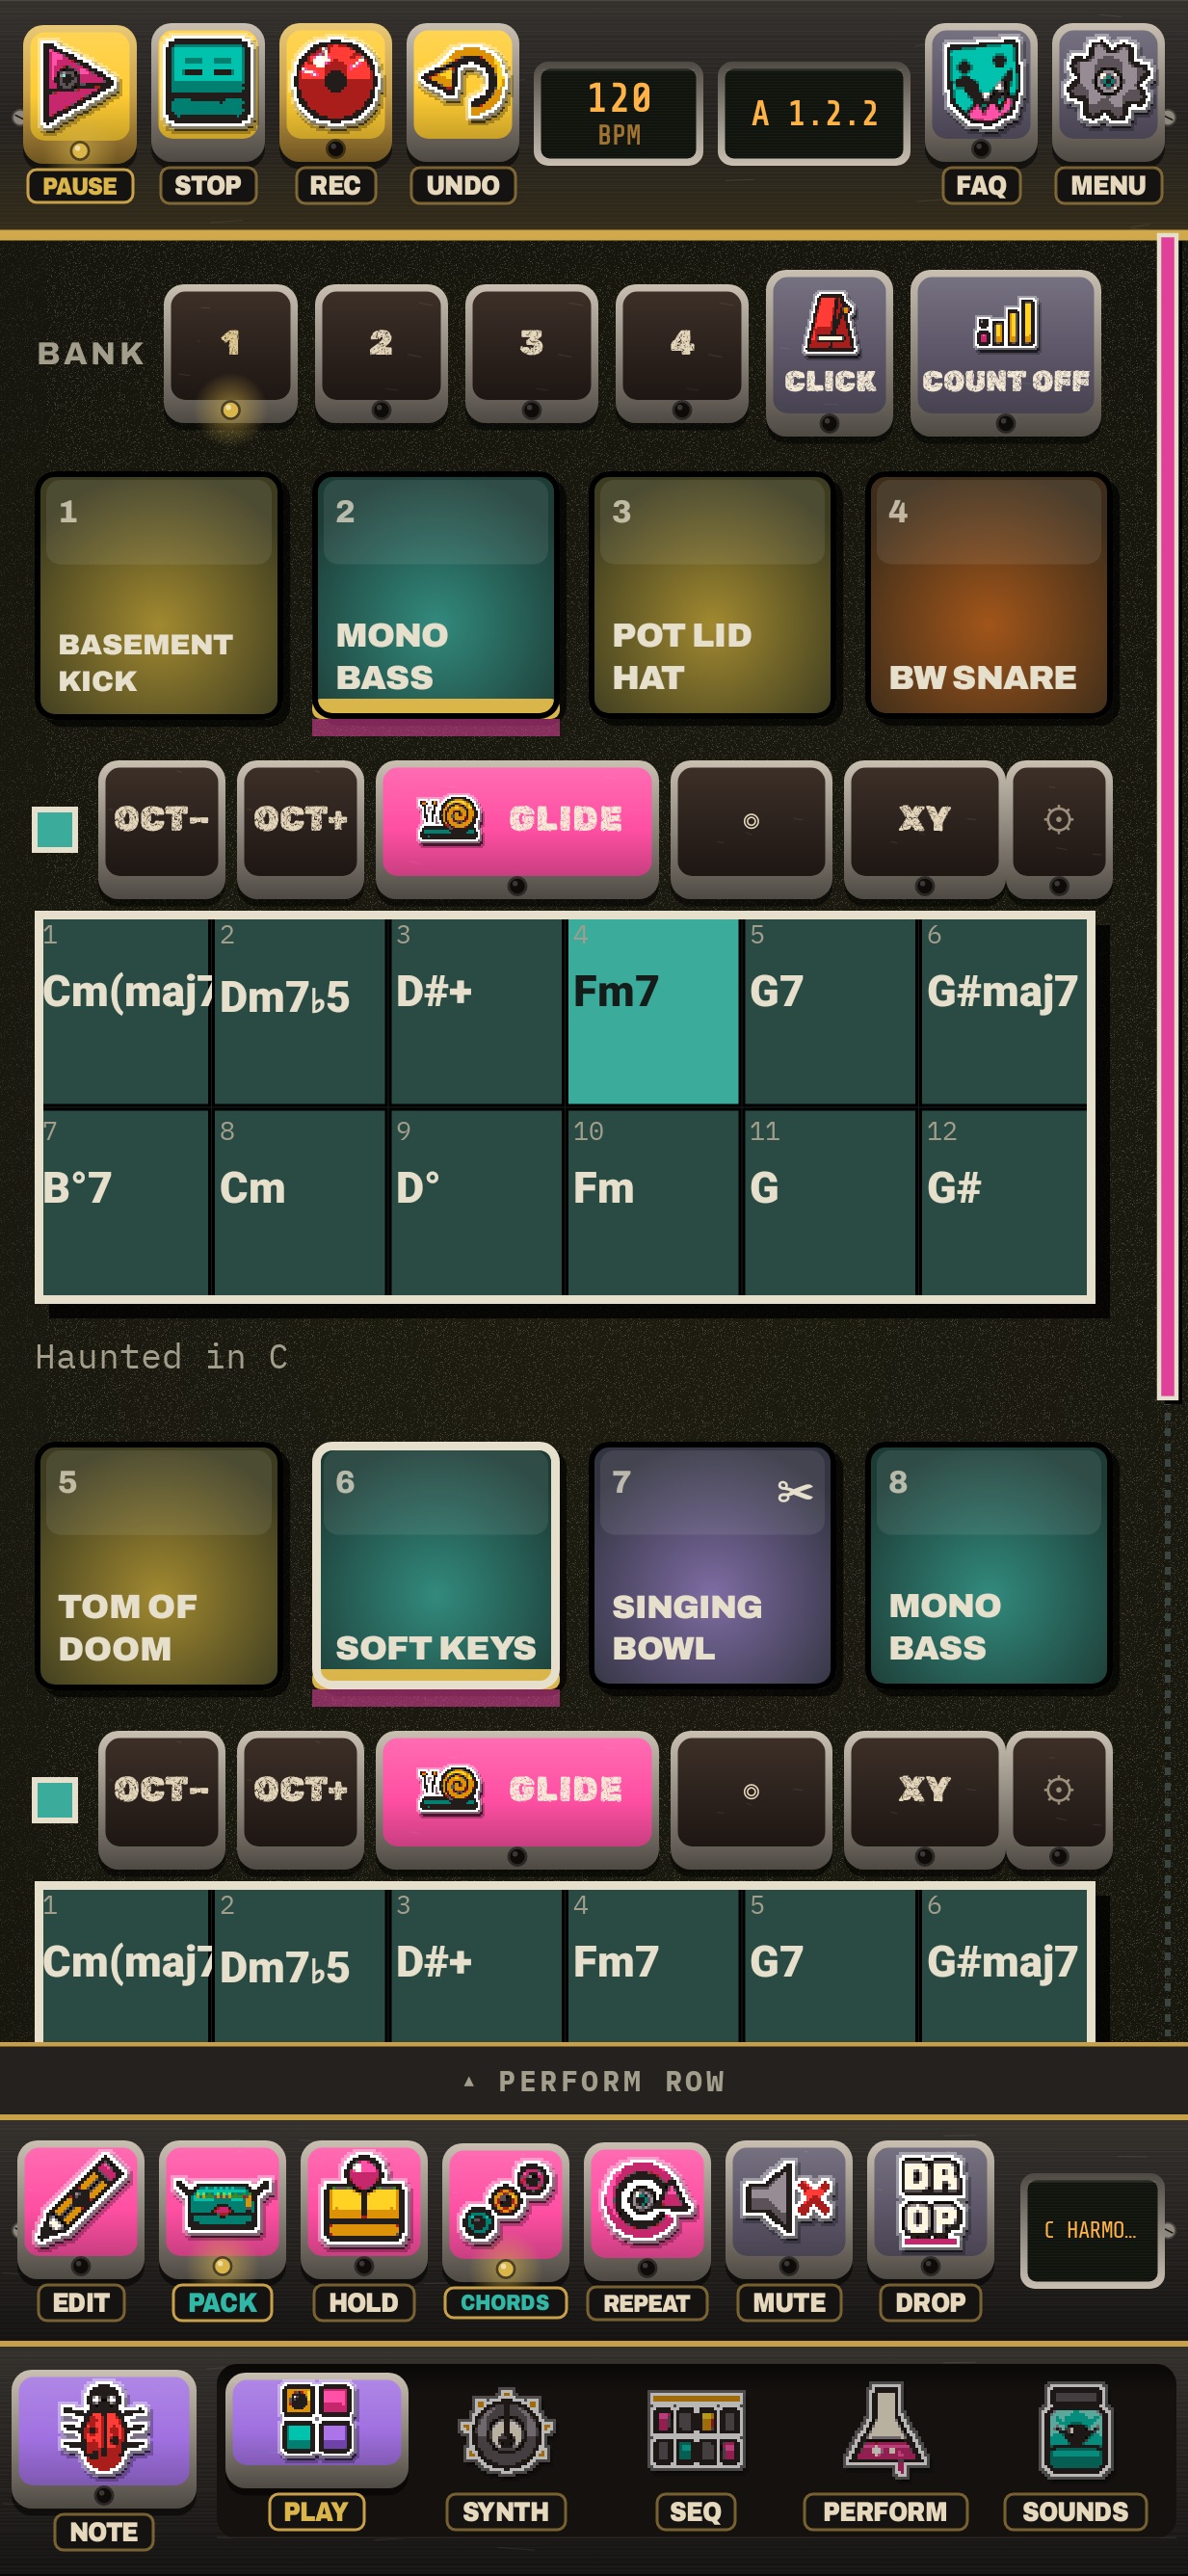 120
BPM
A 1.2.2
PAUSE STOP REC UNDO FAQ MENU
BANK 1 2 3 4 CLICK COUNT OFF
1 2 3 4
BASEMENT KICK
MONO BASS
POT LID HAT
BW SNARE
OCT- OCT+ GLIDE XY
1 2 3 4 5 6
Cm(maj7 Dm7♭5 D#+ Fm7 G7 G#maj7
7 8 9 10 11 12
B°7 Cm D° Fm G G#
Haunted in C
5 6 7 8
TOM OF DOOM
SOFT KEYS
SINGING BOWL
MONO BASS
OCT- OCT+ GLIDE XY
1 2 3 4 5 6
Cm(maj7 Dm7♭5 D#+ Fm7 G7 G#maj7
▲ PERFORM ROW
DROP
C HARMO…
EDIT PACK HOLD CHORDS REPEAT MUTE DROP
NOTE PLAY SYNTH SEQ PERFORM SOUNDS